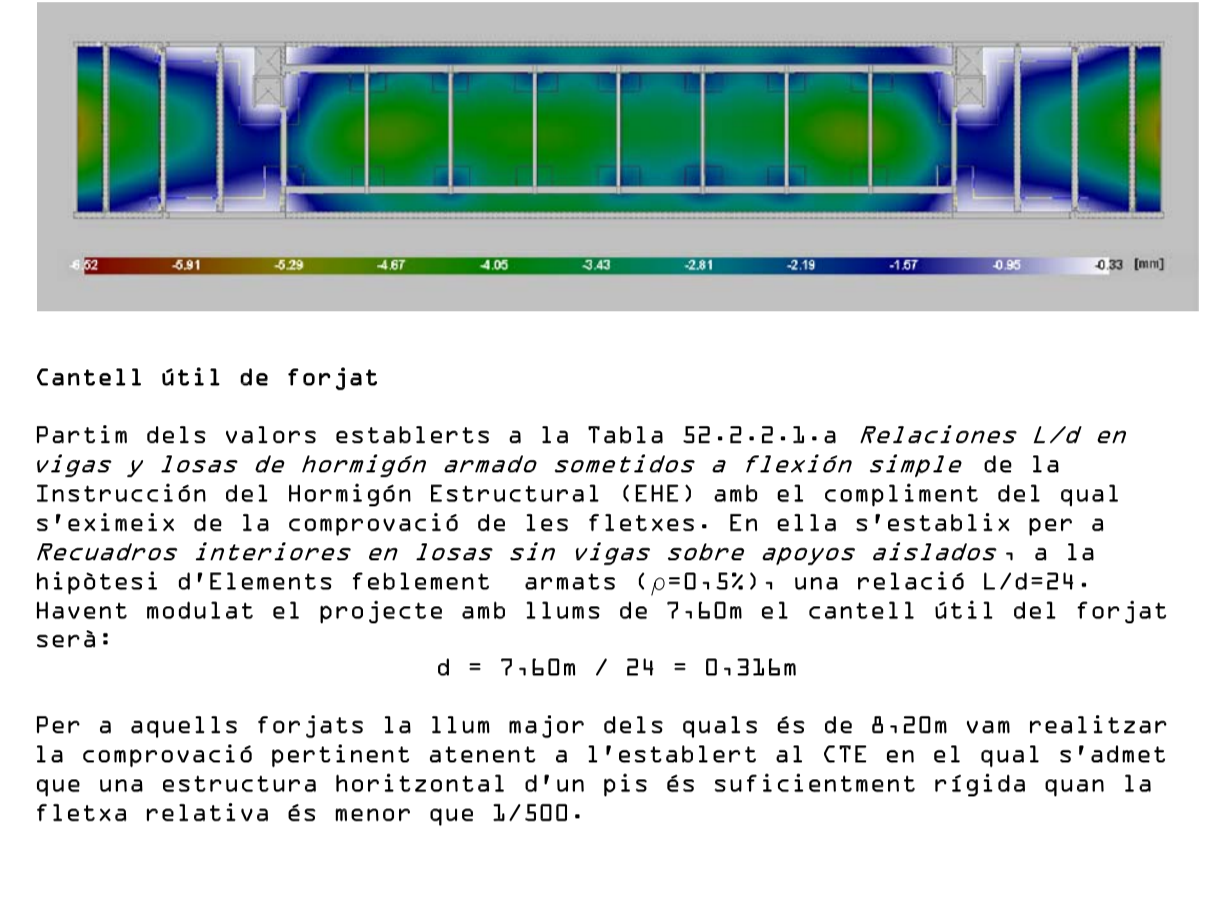 -6.52 -5.91 -5.29 -4.67 -4.05 -3.43 -2.81 -2.19 -1.57 -0.95 -0.33 [mm]
Cantell útil de forjat
Partim dels valors establerts a la Tabla 52.2.2.1.a Relaciones L/d en
vigas y losas de hormigón armado sometidos a flexión simple de la
Instrucción del Hormigón Estructural (EHE) amb el compliment del qual
s'eximeix de la comprovació de les fletxes. En ella s'establix per a
Recuadros interiores en losas sin vigas sobre apoyos aislados, a la
hipòtesi d'Elements feblement armats (ρ=0,5%), una relació L/d=24.
Havent modulat el projecte amb llums de 7,60m el cantell útil del forjat
serà:
d = 7,60m / 24 = 0,316m
Per a aquells forjats la llum major dels quals és de 8,20m vam realitzar
la comprovació pertinent atenent a l'establert al CTE en el qual s'admet
que una estructura horitzontal d'un pis és suficientment rígida quan la
fletxa relativa és menor que 1/500.